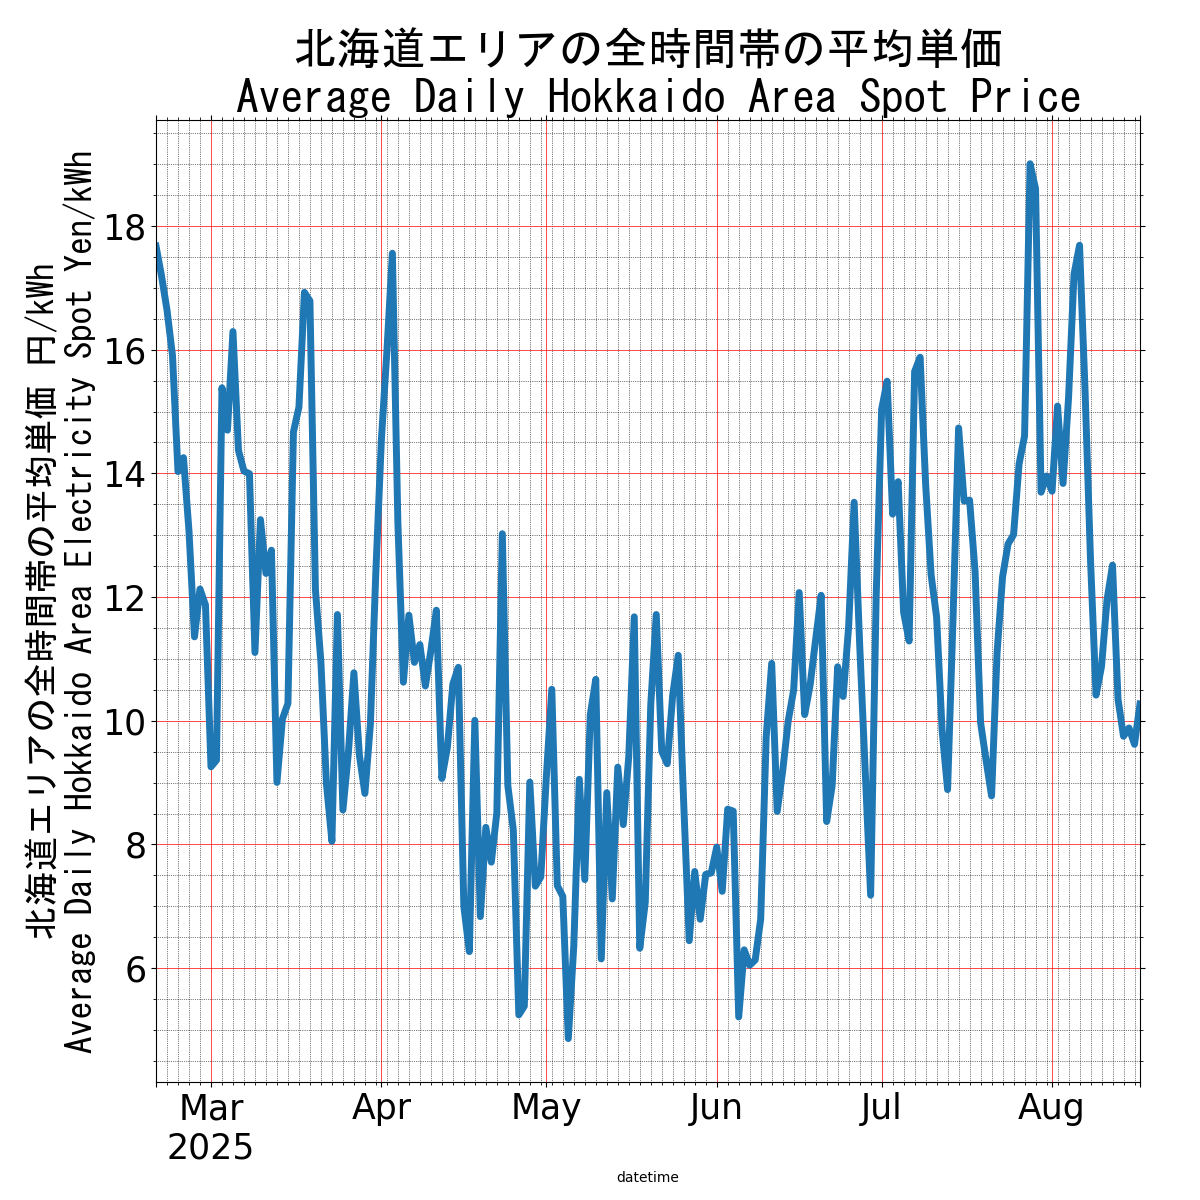 北海道エリアの全時間帯の平均単価
Average Daily Hokkaido Area Spot Price
北海道エリアの全時間帯の平均単価 円/kWh
Average Daily Hokkaido Area Electricity Spot Yen/kWh
18
16
14
12
10
8
6
Mar
2025
Apr
May
Jun
Jul
Aug
datetime